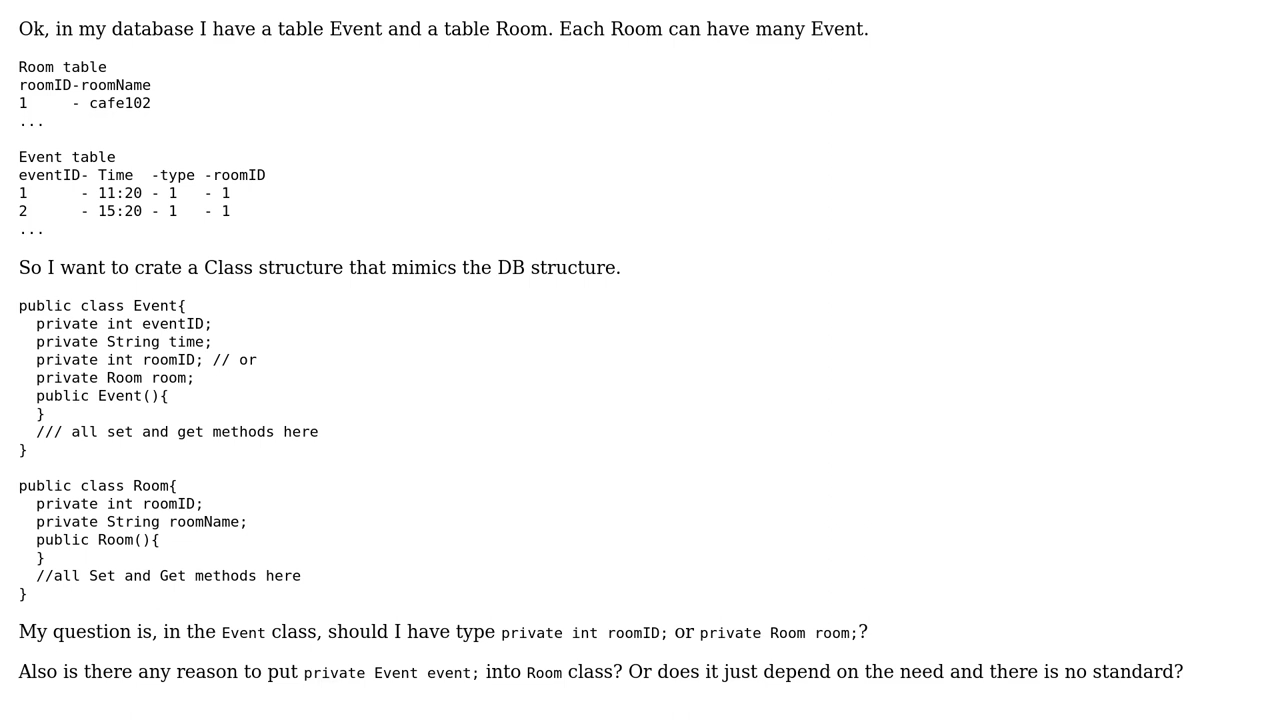 Ok, in my database I have a table Event and a table Room. Each Room can have many Event.
Room table
roomID-roomName
1     - cafe102
...
Event table
eventID- Time  -type -roomID
1      - 11:20 - 1   - 1
2      - 15:20 - 1   - 1
...
So I want to crate a Class structure that mimics the DB structure.
public class Event{
  private int eventID;
  private String time;
  private int roomID; // or
  private Room room;
  public Event(){
  }
  /// all set and get methods here
}
public class Room{
  private int roomID;
  private String roomName;
  public Room(){
  }
  //all Set and Get methods here
}
My question is, in the Event class, should I have type private int roomID; or private Room room;?
Also is there any reason to put private Event event; into Room class? Or does it just depend on the need and there is no standard?